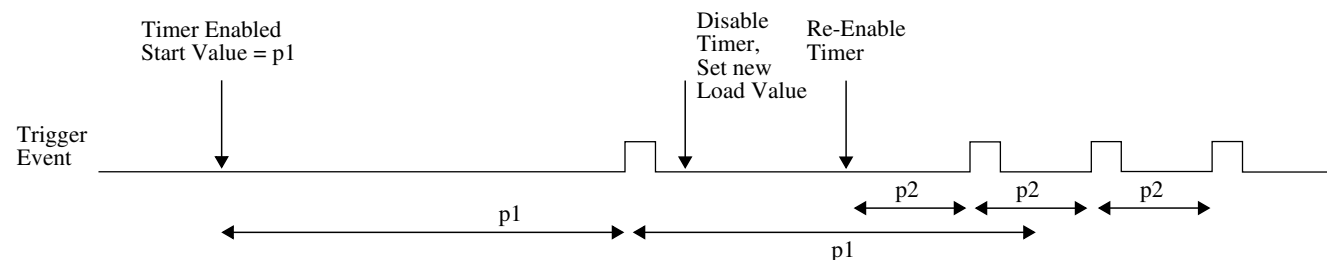 Timer Enabled
Start Value = p1
Disable
Timer,
Set new
Load Value
Re-Enable
Timer
Trigger
Event
p2
p2
p2
p1
p1